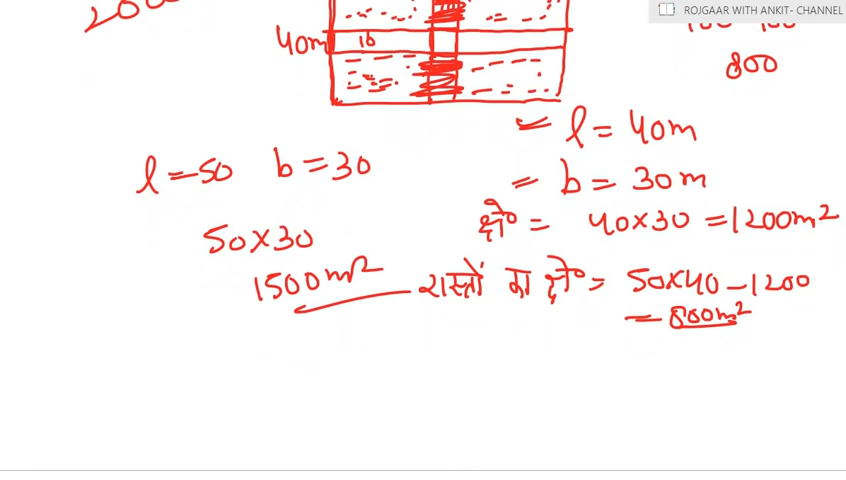 ROJGAAR WITH ANKIT- CHANNEL
800
40m
10
l = 40m
l = 50 b = 30
= b = 30m
क्षे० = 40×30 = 1200m²
50×30
1500m²
रास्तों का क्षे० = 50×40 - 1200
= 800m²